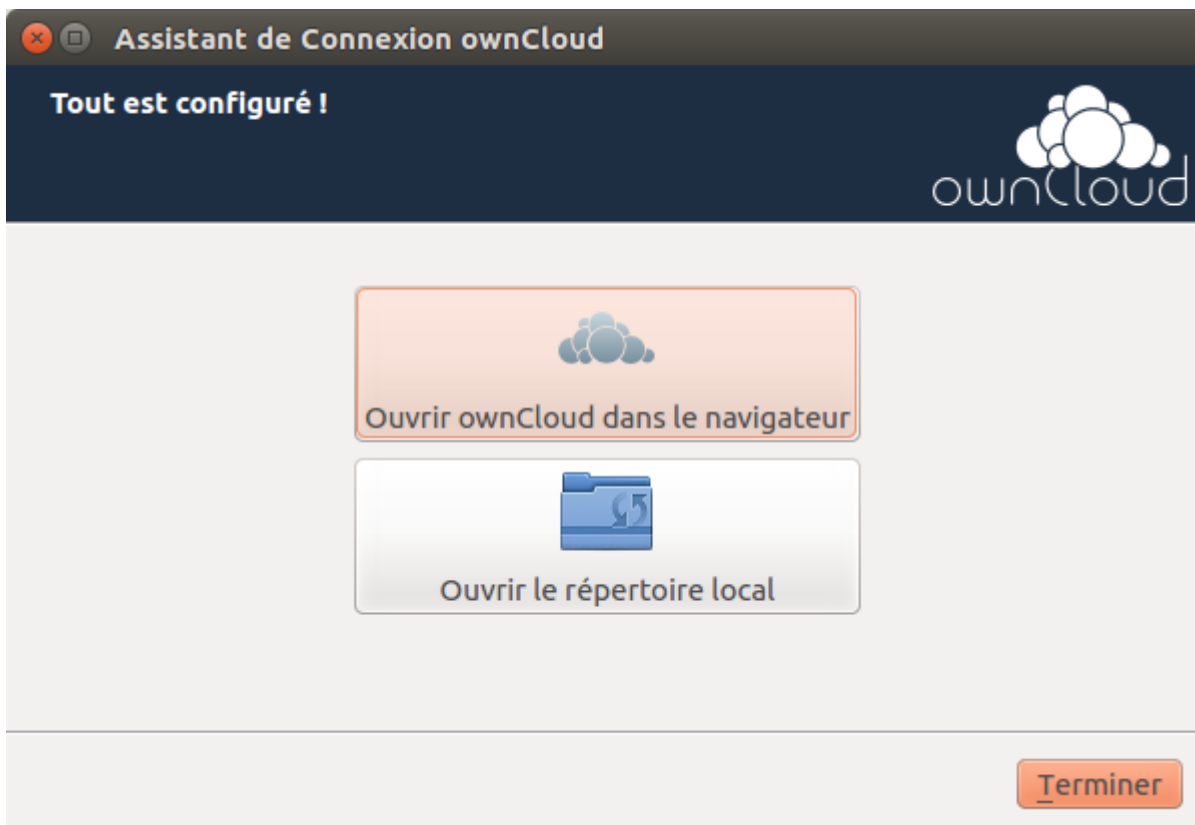 Assistant de Connexion ownCloud
Tout est configuré !
ownCloud
Ouvrir ownCloud dans le navigateur
Ouvrir le répertoire local
Terminer